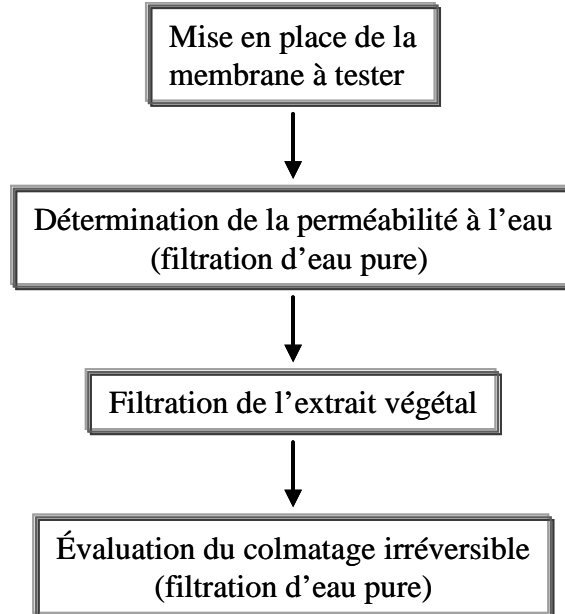 Mise en place de la
membrane à tester
Détermination de la perméabilité à l’eau
(filtration d’eau pure)
Filtration de l’extrait végétal
Évaluation du colmatage irréversible
(filtration d’eau pure)